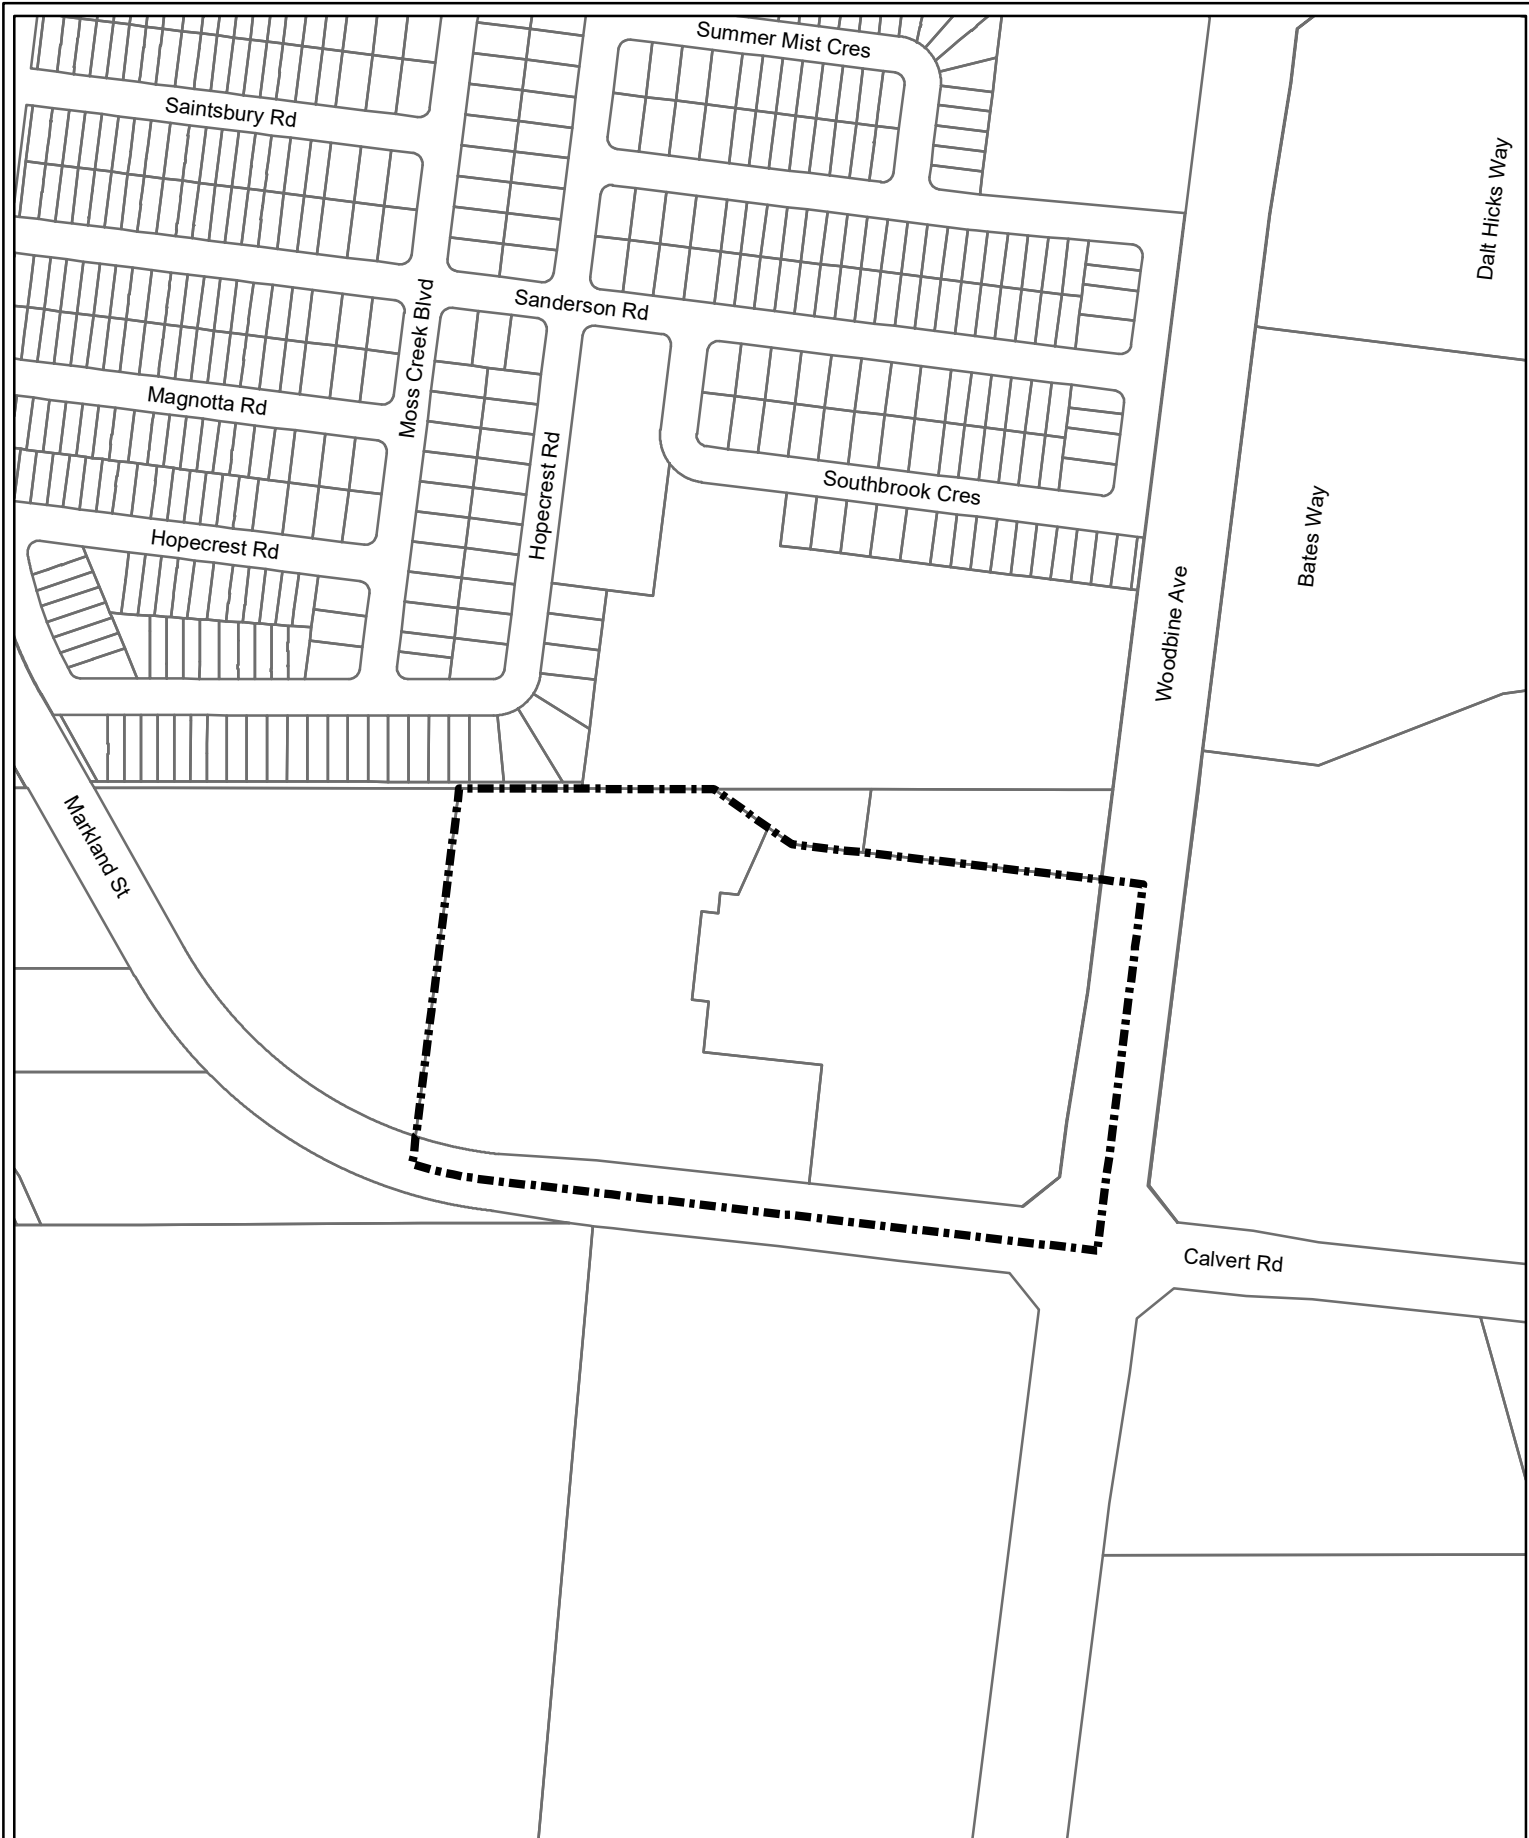 Summer Mist Cres
Saintsbury Rd
Dalt Hicks Way
Sanderson Rd
Moss Creek Blvd
Magnotta Rd
Hopecrest Rd
Southbrook Cres
Bates Way
Hopecrest Rd
Woodbine Ave
Markland St
Calvert Rd